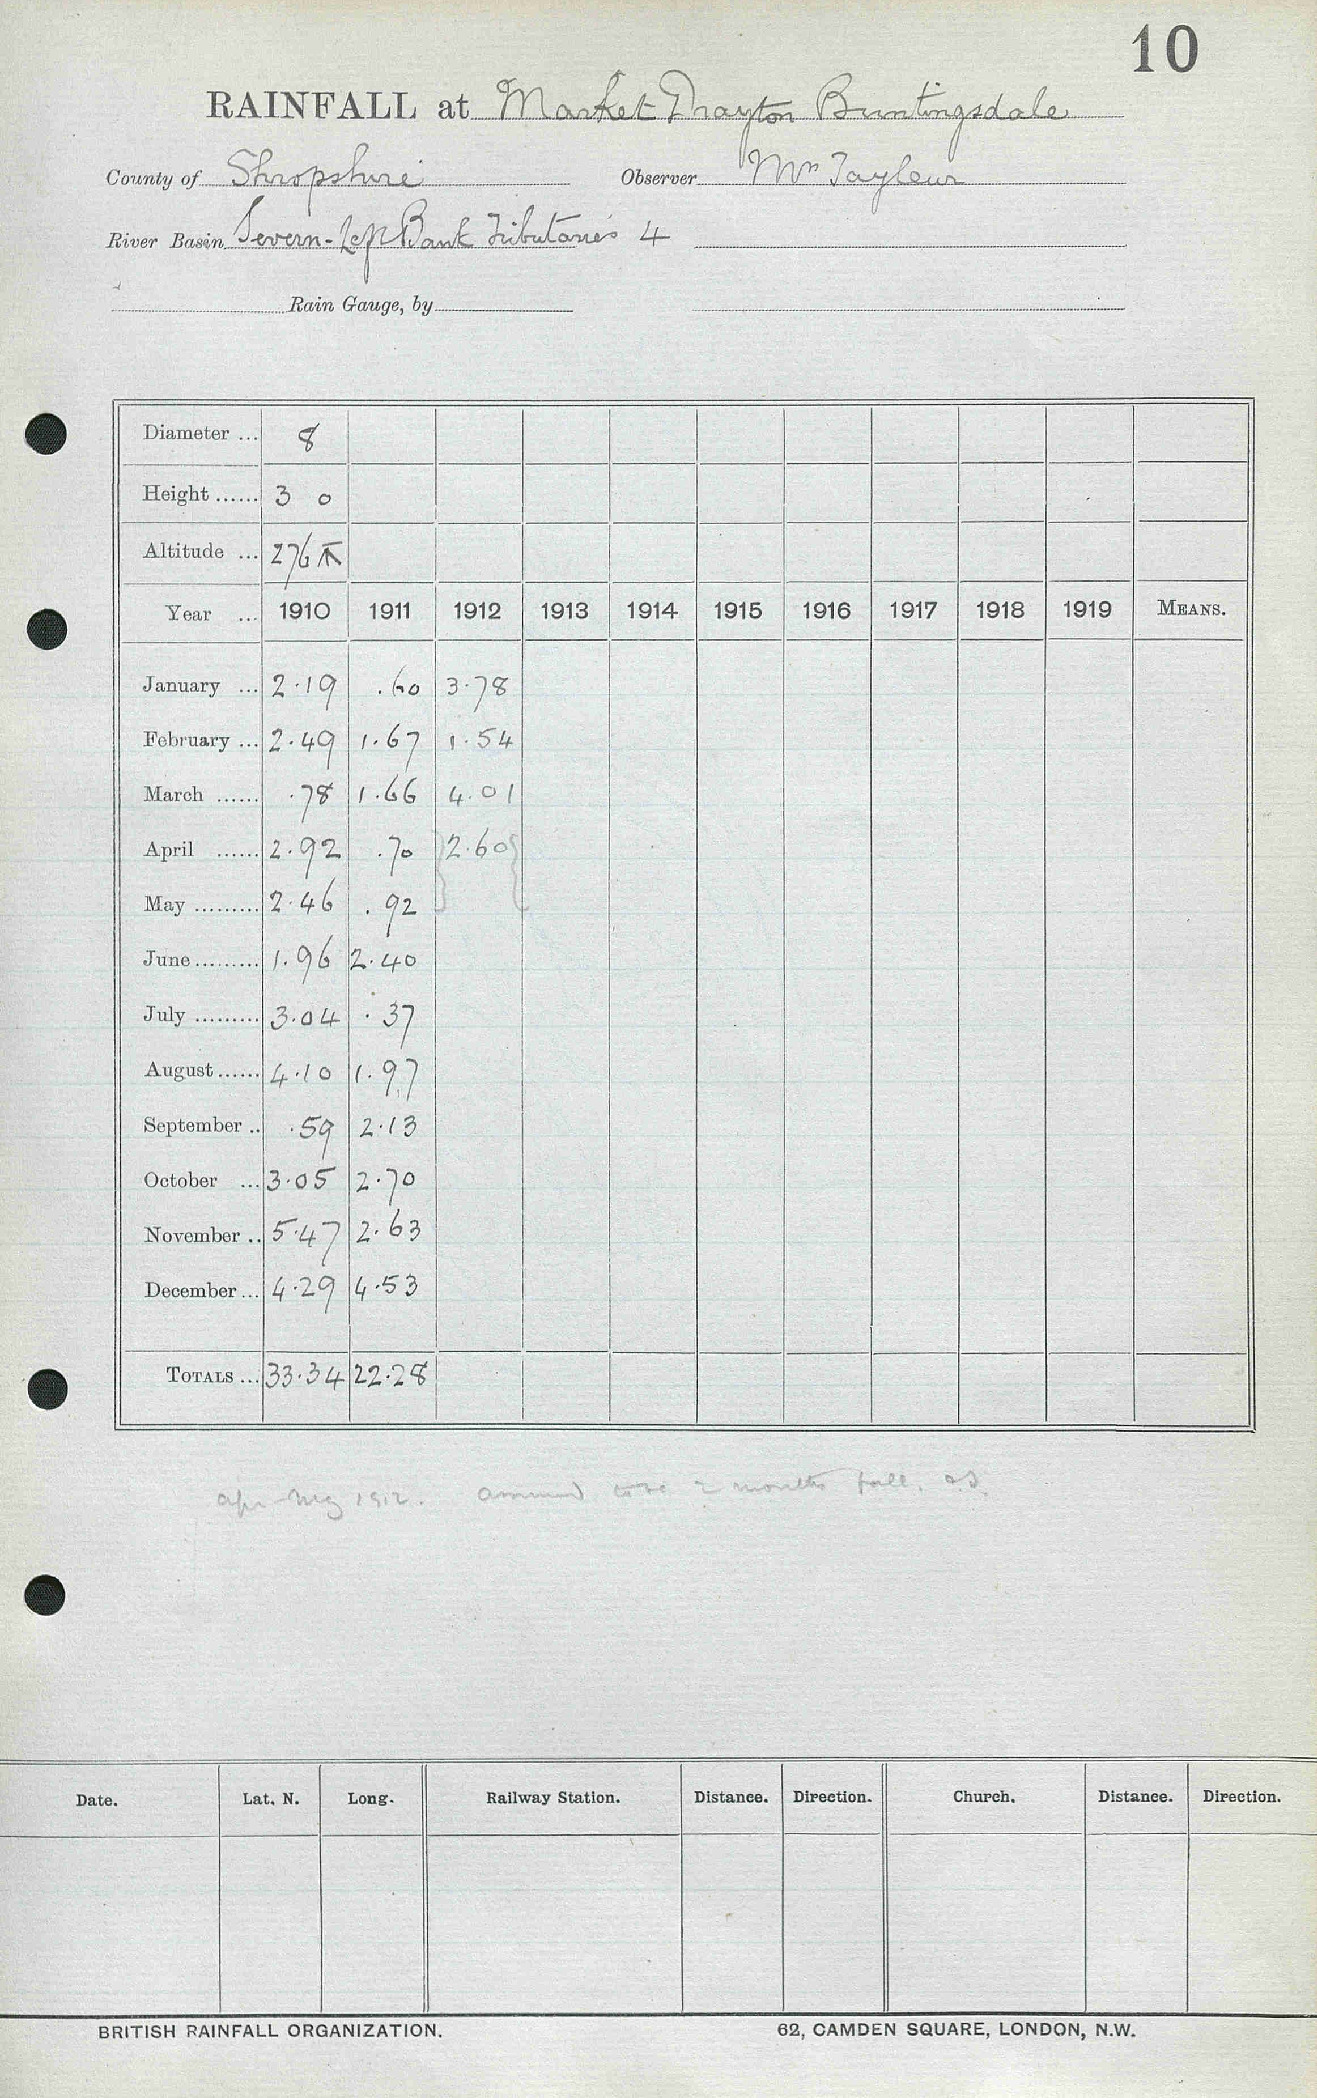 10
RAINFALL at Market Drayton Buntingsdale
County of Shropshire Observer Mrs Tayleur
River Basin Severn-Left Bank Tributaries 4
Rain Gauge, by
Diameter ... 8
Height ...... 3 0
Altitude ... 276
Year ... 1910 1911 1912 1913 1914 1915 1916 1917 1918 1919 MEANS.
January ... 2.19 .60 3.78
February ... 2.49 1.67 1.54
March ...... .78 1.66 4.01
April ...... 2.92 .70 }2.60{
May ......... 2.46 .92
June ......... 1.96 2.40
July ......... 3.04 .37
August ...... 4.10 1.97
September .. .59 2.13
October ... 3.05 2.70
November .. 5.47 2.63
December ... 4.29 4.53
TOTALS ... 33.34 22.28
Apr-May 1912. Assumed to be 2 months fall.
Date. Lat. N. Long. Railway Station. Distance. Direction. Church. Distance. Direction.
BRITISH RAINFALL ORGANIZATION. 62, CAMDEN SQUARE, LONDON, N.W.